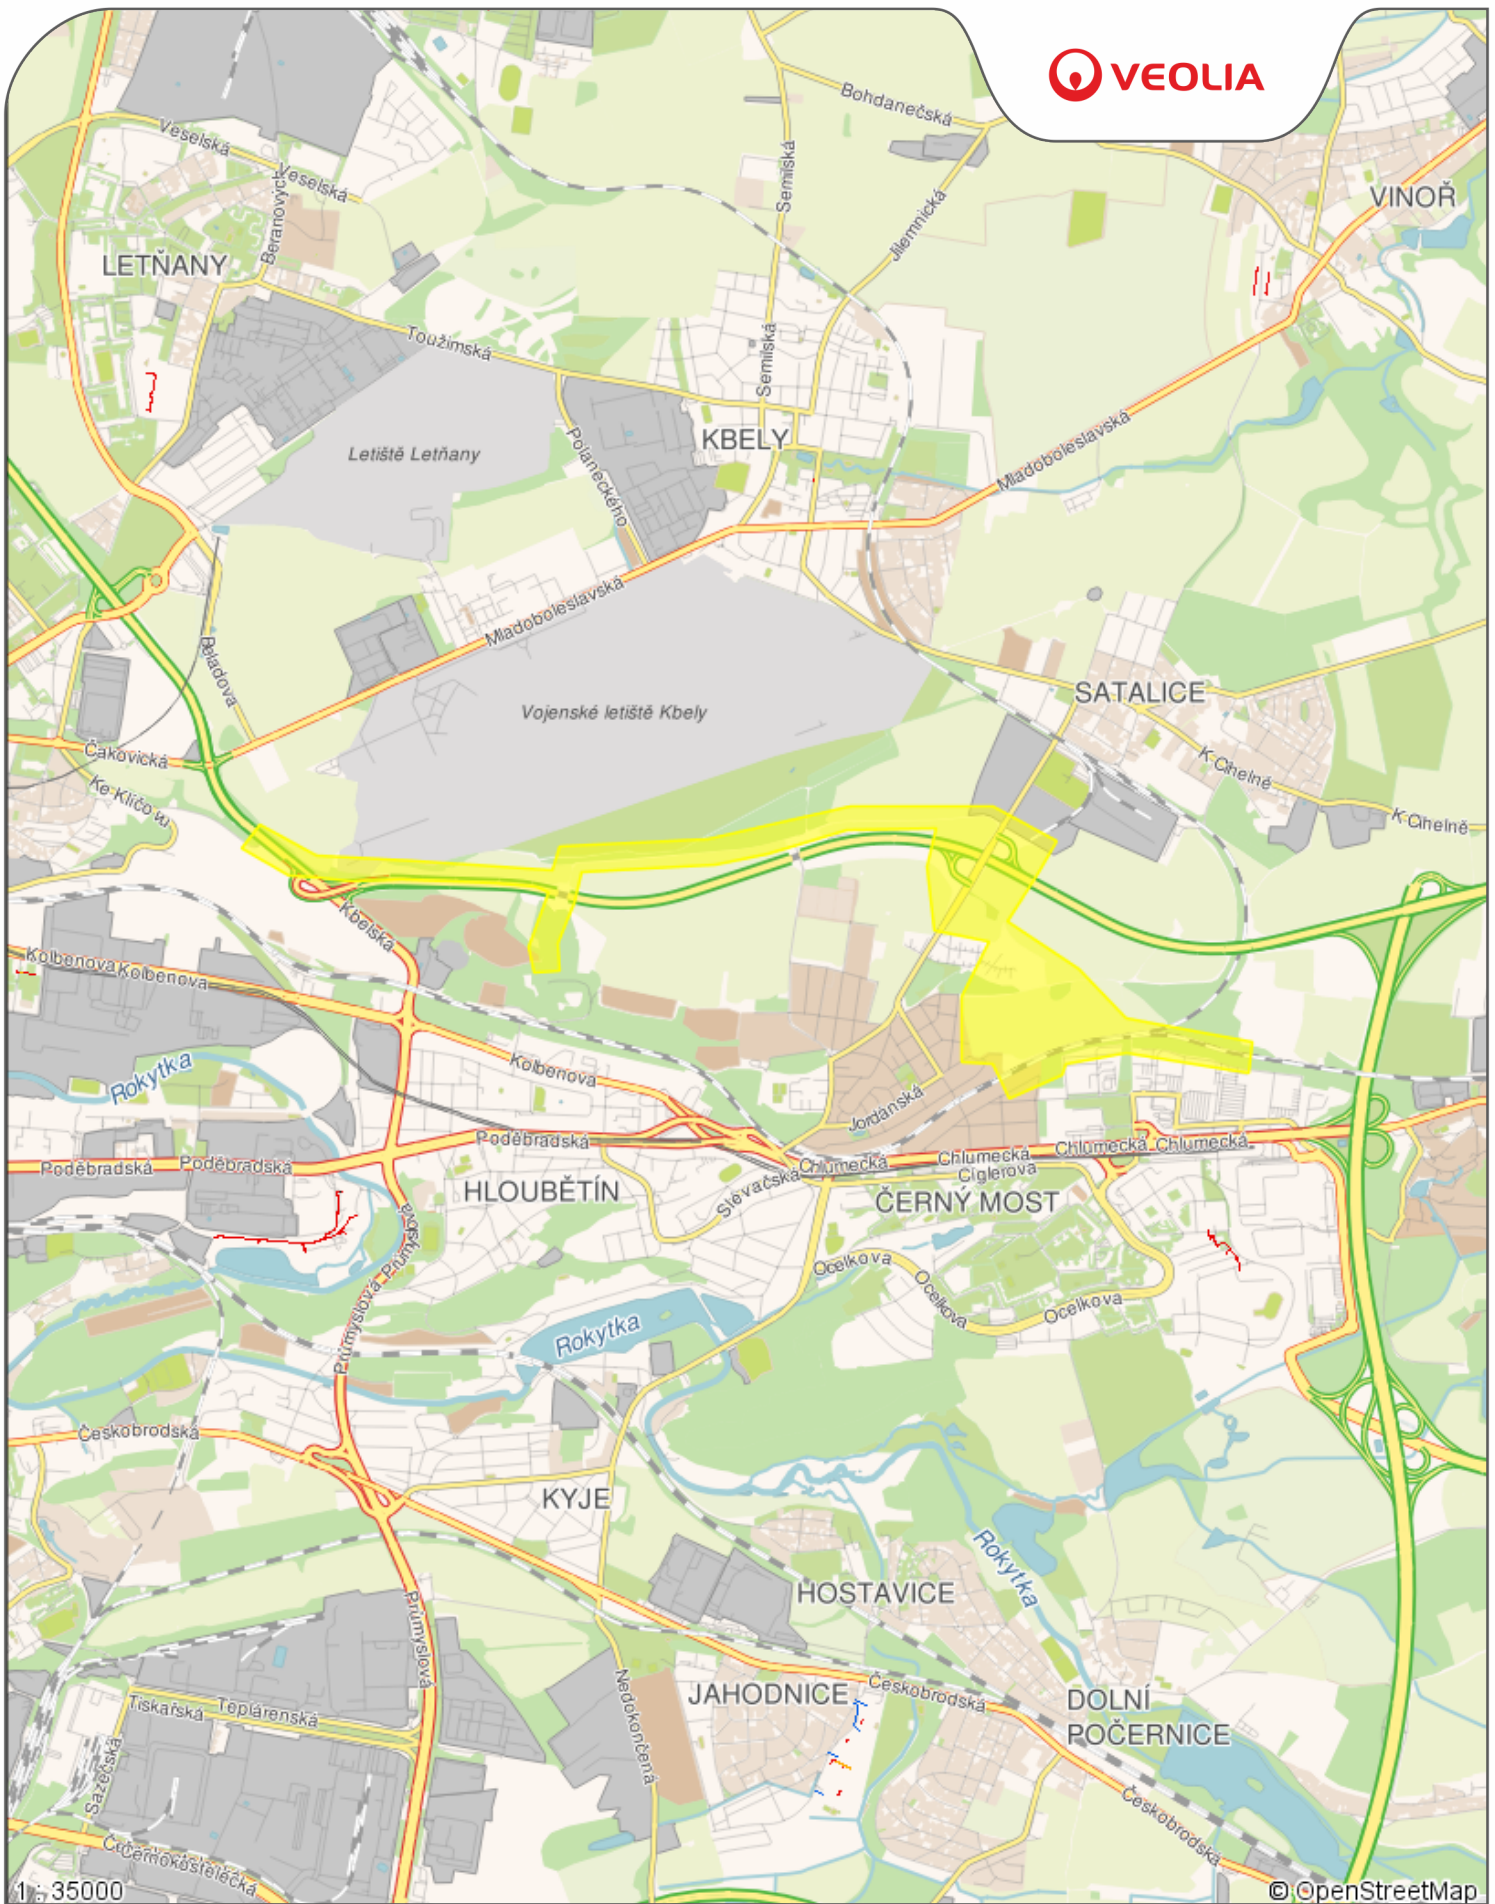 VEOLIA
Bohdanečská
Veselská
Veselská
Beranových
Semilská
Jilemnická
VINOŘ
LETŇANY
Toužimská
Semilská
KBELY
Letiště Letňany
Polaneckého
Mladoboleslavská
Mladoboleslavská
Beladova
SATALICE
Vojenské letiště Kbely
Čakovická
Ke Klíčovu
K Cihelně
K Cihelně
Kbelská
Kolbenova
Kolbenova
Rokytka
Kolbenova
Jordánská
Poděbradská
Poděbradská
Poděbradská
Chlumecká
Chlumecká
Chlumecká
Chlumecká
Ciglerova
Slévačská
HLOUBĚTÍN
ČERNÝ MOST
Průmyslová
Ocelkova
Ocelkova
Ocelkova
Průmyslová
Rokytka
Českobrodská
KYJE
Rokytka
HOSTAVICE
Průmyslová
JAHODNICE
Českobrodská
Nedokončená
DOLNÍ
POČERNICE
Tiskařská
Teplárenská
Sazečská
Českobrodská
Černokostelecká
1 : 35000
© OpenStreetMap